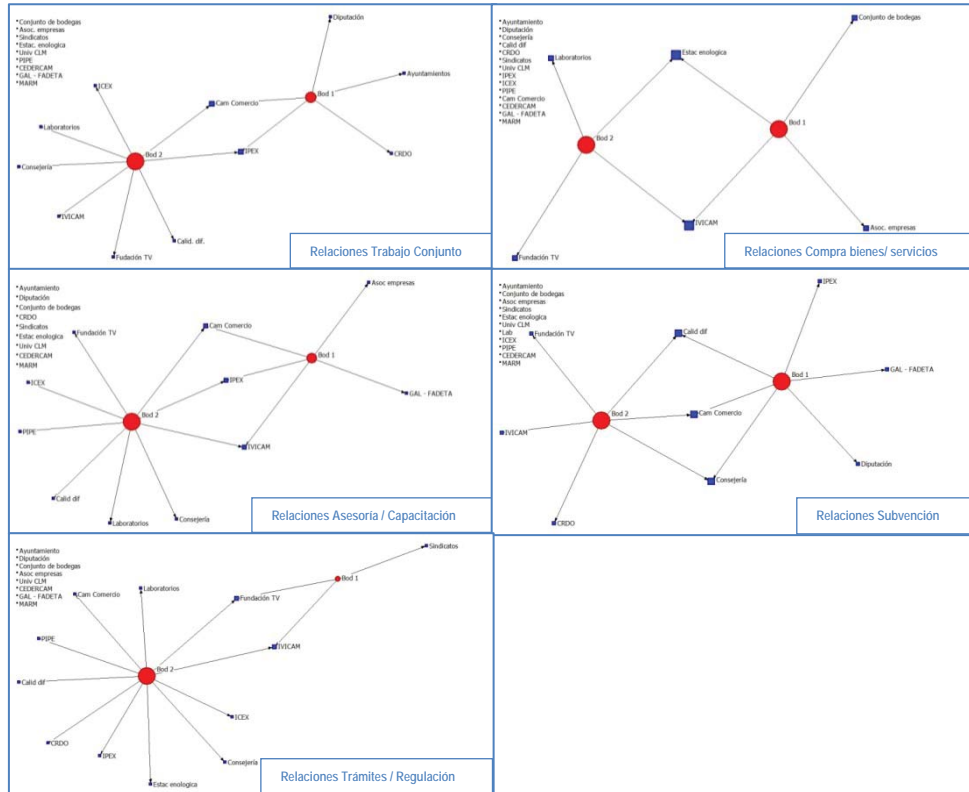 *Conjunto de bodegas
*Asoc. empresas
*Sindicatos
*Estac. enologica
*Univ CLM
*PIPE
*CEDERCAM
*GAL - FADETA
*MARM
Diputación
Ayuntamientos
ICEX
Cam Comercio
Bod 1
Laboratorios
IPEX
CRDO
Bod 2
Consejería
IVICAM
Calid. dif.
Fudación TV
Relaciones Trabajo Conjunto
*Ayuntamiento
*Diputación
*Consejería
*Calid dif
*CRDO
*Sindicatos
*Univ CLM
*IPEX
*ICEX
*PIPE
*Cam Comercio
*CEDERCAM
*GAL - FADETA
*MARM
Conjunto de bodegas
Estac enologica
Laboratorios
Bod 1
Bod 2
IVICAM
Asoc. empresas
Fundación TV
Relaciones Compra bienes/ servicios
*Ayuntamiento
*Diputación
*Conjunto de bodegas
*CRDO
*Sindicatos
*Estac enologica
*Univ CLM
*CEDERCAM
*MARM
Asoc empresas
Cam Comercio
Fundación TV
Bod 1
ICEX
IPEX
GAL - FADETA
Bod 2
PIPE
IVICAM
Calid dif
Laboratorios
Consejería
Relaciones Asesoría / Capacitación
*Ayuntamiento
*Conjunto de bodegas
*Asoc empresas
*Sindicatos
*Estac enologica
*Univ CLM
*Lab
*ICEX
*PIPE
*CEDERCAM
*MARM
IPEX
Fundación TV
Calid dif
GAL - FADETA
Bod 1
Bod 2
Cam Comercio
IVICAM
Diputación
Consejería
CRDO
Relaciones Subvención
*Ayuntamiento
*Diputación
*Conjunto de bodegas
*Asoc empresas
*Univ CLM
*CEDERCAM
*GAL - FADETA
*MARM
Sindicatos
Bod 1
Laboratorios
Cam Comercio
Fundación TV
PIPE
IVICAM
Bod 2
Calid dif
ICEX
CRDO
IPEX
Consejería
Estac enologica
Relaciones Trámites / Regulación